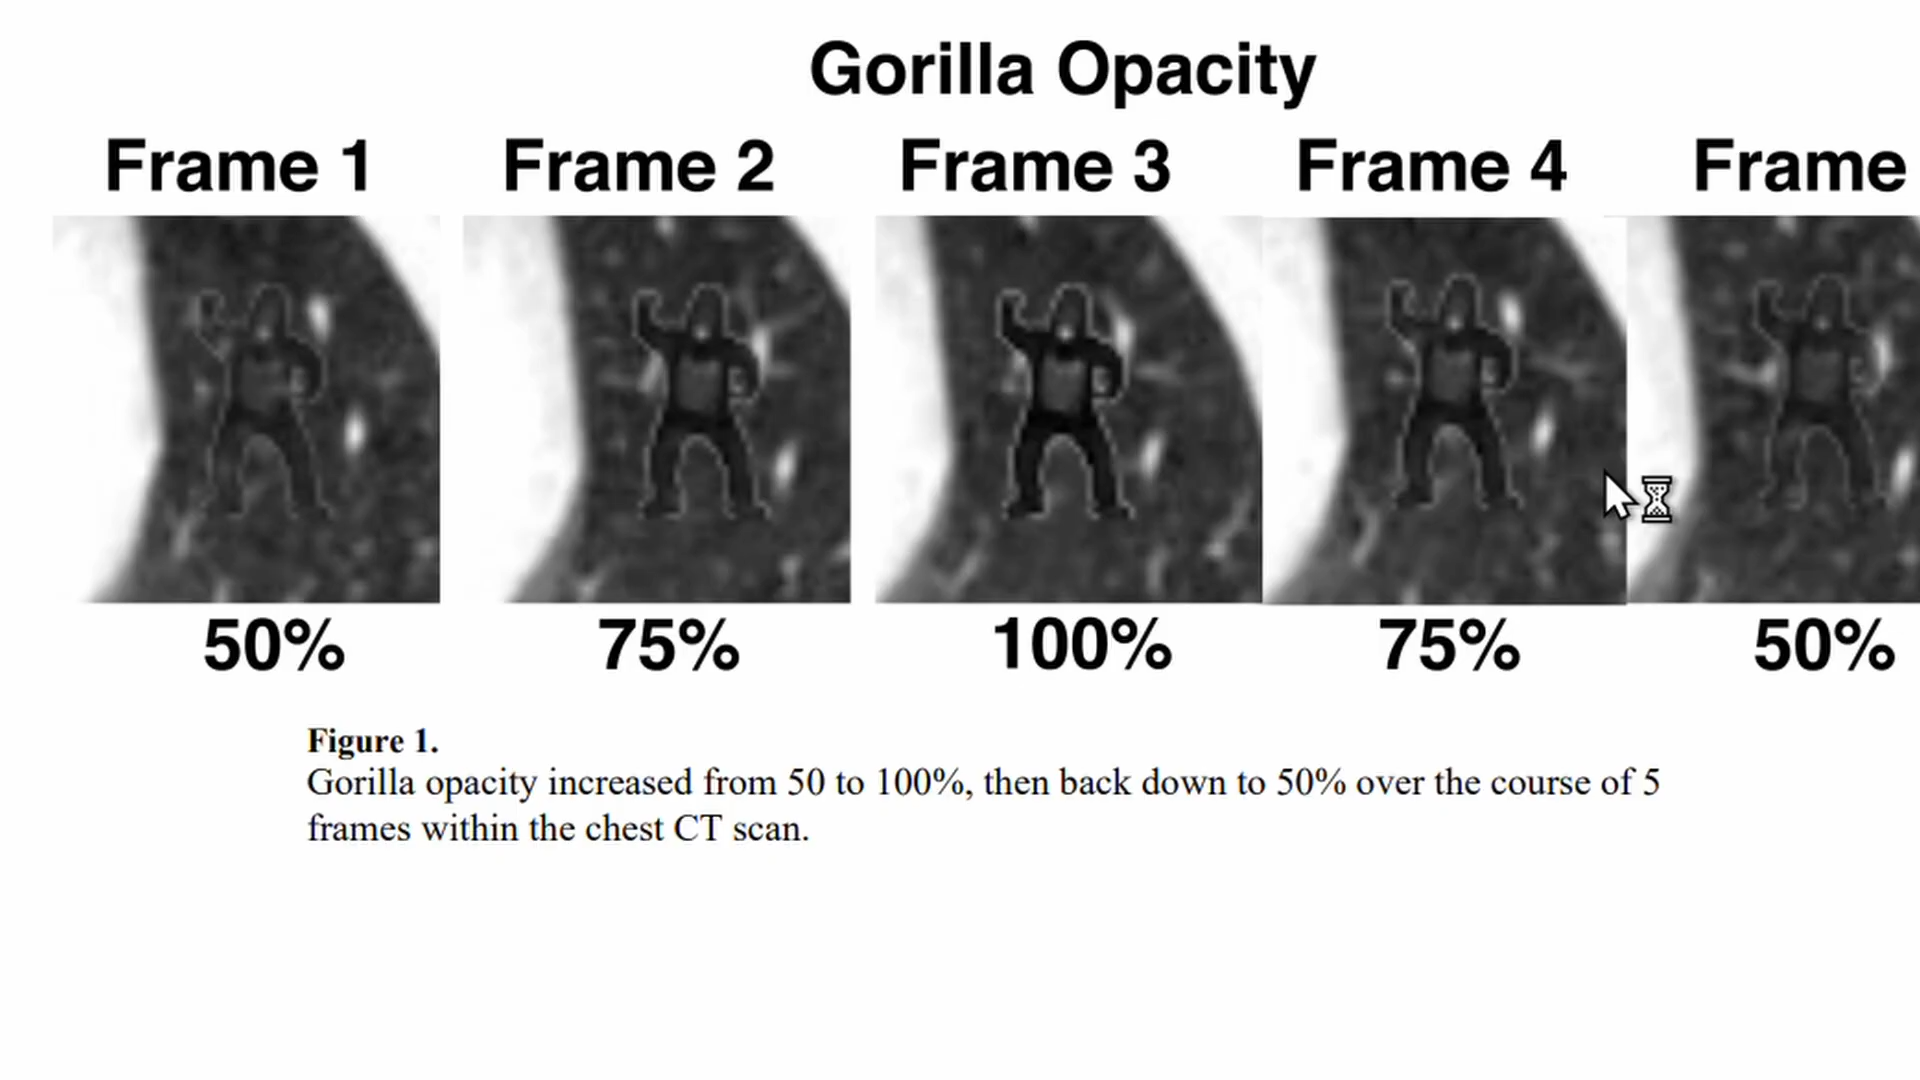 Gorilla Opacity
Frame 1 Frame 2 Frame 3 Frame 4 Frame
50% 75% 100% 75% 50%
Figure 1.
Gorilla opacity increased from 50 to 100%, then back down to 50% over the course of 5
frames within the chest CT scan.